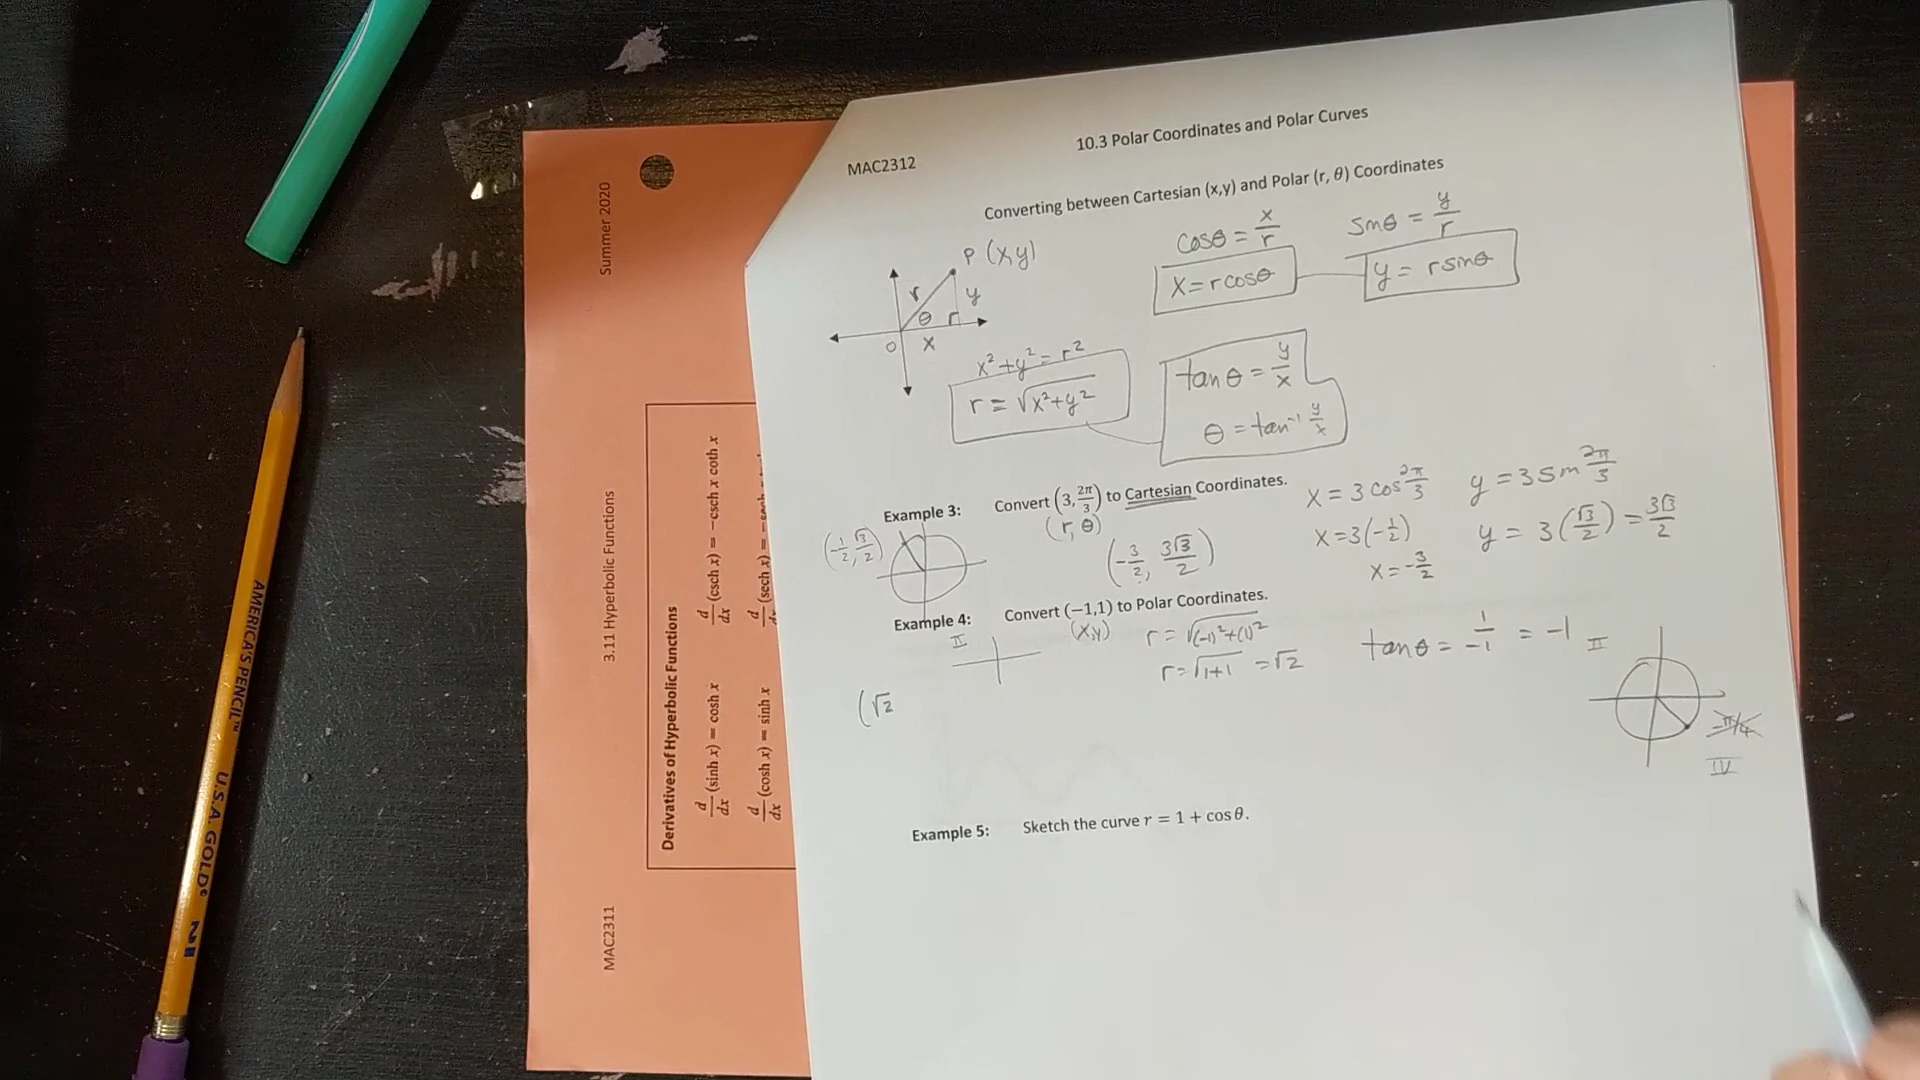 MAC2312
10.3 Polar Coordinates and Polar Curves
Converting between Cartesian (x,y) and Polar (r, θ) Coordinates
P (x,y)
r
y
θ
O
x
cosθ = x/r
sinθ = y/r
x = r cosθ
y = r sinθ
x² + y² = r²
r = √x²+y²
tan θ = y/x
θ = tan⁻¹ y/x
Example 3: Convert (3, 2π/3) to Cartesian Coordinates.
(r, θ)
(-1/2, √3/2)
(-3/2, 3√3/2)
x = 3 cos 2π/3
y = 3 sin 2π/3
x = 3(-1/2)
y = 3(√3/2) = 3√3/2
x = -3/2
Example 4: Convert (−1,1) to Polar Coordinates.
(x,y)
II
r = √(-1)²+(1)²
r = √1+1 = √2
tan θ = 1/-1 = -1
II
-π/4
IV
(√2
Example 5: Sketch the curve r = 1 + cos θ.
Summer 2020
3.11 Hyperbolic Functions
MAC2311
Derivatives of Hyperbolic Functions
d/dx (sinh x) = cosh x
d/dx (csch x) = −csch x coth x
d/dx (cosh x) = sinh x
d/dx (sech x) = −sech
AMERICA'S PENCIL™ U.S.A. GOLD® № 2